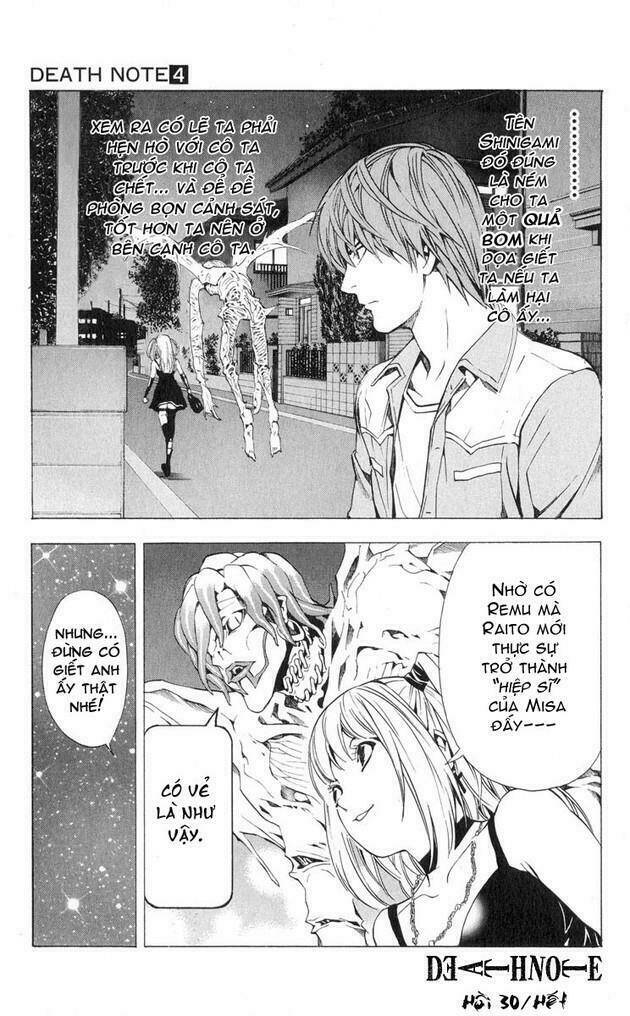 DEATH NOTE 4
............
TÊN
SHINIGAMI
ĐÓ ĐÚNG
LÀ NÉM
CHO TA
MỘT QUẢ
BOM KHI
DỌA GIẾT
TA NẾU TA
LÀM HẠI
CÔ ẤY...
XEM RA CÓ LẼ TA PHẢI
HẸN HÒ VỚI CÔ TA
TRƯỚC KHI CÔ TA
CHẾT... VÀ ĐỂ ĐỀ
PHÒNG BỌN CẢNH SÁT,
TỐT HƠN TA NÊN Ở
BÊN CẠNH CÔ TA.
NHỜ CÓ
REMU MÀ
RAITO MỚI
THỰC SỰ
TRỞ THÀNH
"HIỆP SĨ"
CỦA MISA
ĐẤY---
CÓ VẺ
LÀ NHƯ
VẬY.
NHƯNG...
ĐỪNG CÓ
GIẾT ANH
ẤY THẬT
NHÉ!
DEATH NOTE
HỒI 30/HẾT